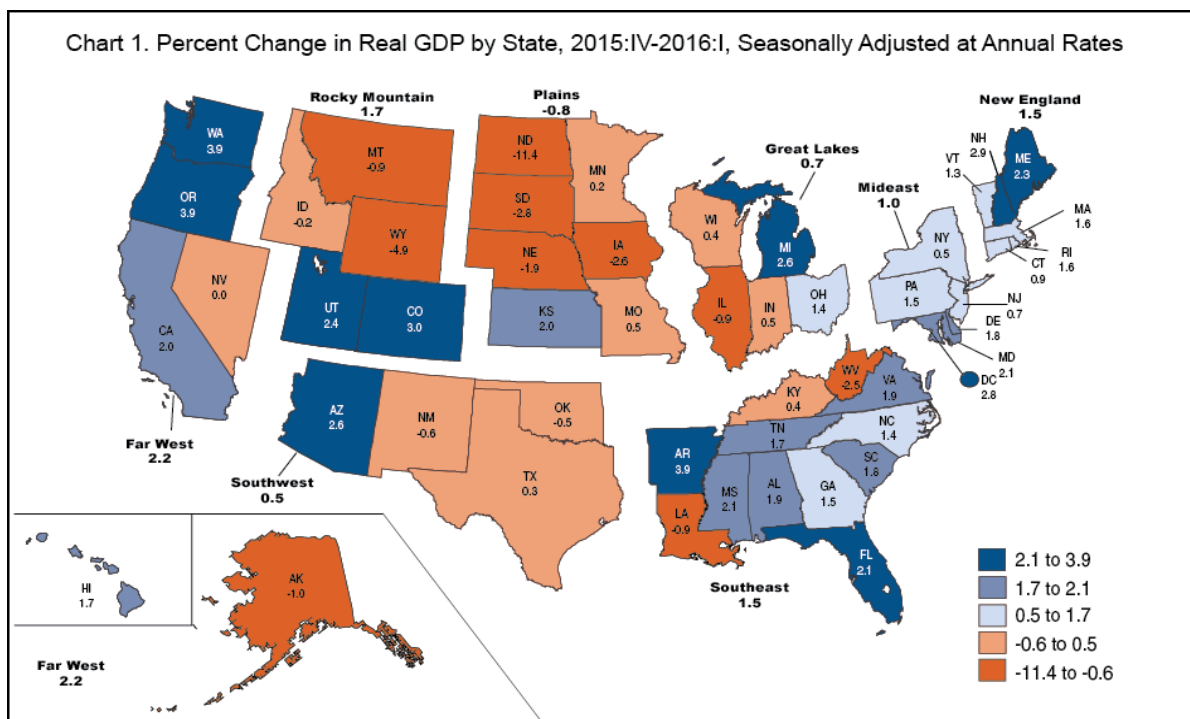 Chart 1. Percent Change in Real GDP by State, 2015:IV-2016:I, Seasonally Adjusted at Annual Rates
Rocky Mountain
1.7
Plains
-0.8
New England
1.5
Great Lakes
0.7
Mideast
1.0
WA
3.9
OR
3.9
CA
2.0
NV
0.0
ID
-0.2
MT
-0.9
WY
-4.9
UT
2.4
CO
3.0
ND
-11.4
SD
-2.8
NE
-1.9
KS
2.0
MN
0.2
IA
-2.6
MO
0.5
WI
0.4
MI
2.6
IL
-0.9
IN
0.5
OH
1.4
NH
2.9
VT
1.3
ME
2.3
MA
1.6
RI
1.6
CT
0.9
NY
0.5
PA
1.5
NJ
0.7
DE
1.8
MD
2.1
DC
2.8
Far West
2.2
AZ
2.6
NM
-0.6
OK
-0.5
TX
0.3
Southwest
0.5
KY
0.4
WV
-2.5
VA
1.9
TN
1.7
NC
1.4
SC
1.8
AR
3.9
MS
2.1
AL
1.9
GA
1.5
LA
-0.9
FL
2.1
Southeast
1.5
HI
1.7
AK
-1.0
Far West
2.2
2.1 to 3.9
1.7 to 2.1
0.5 to 1.7
-0.6 to 0.5
-11.4 to -0.6